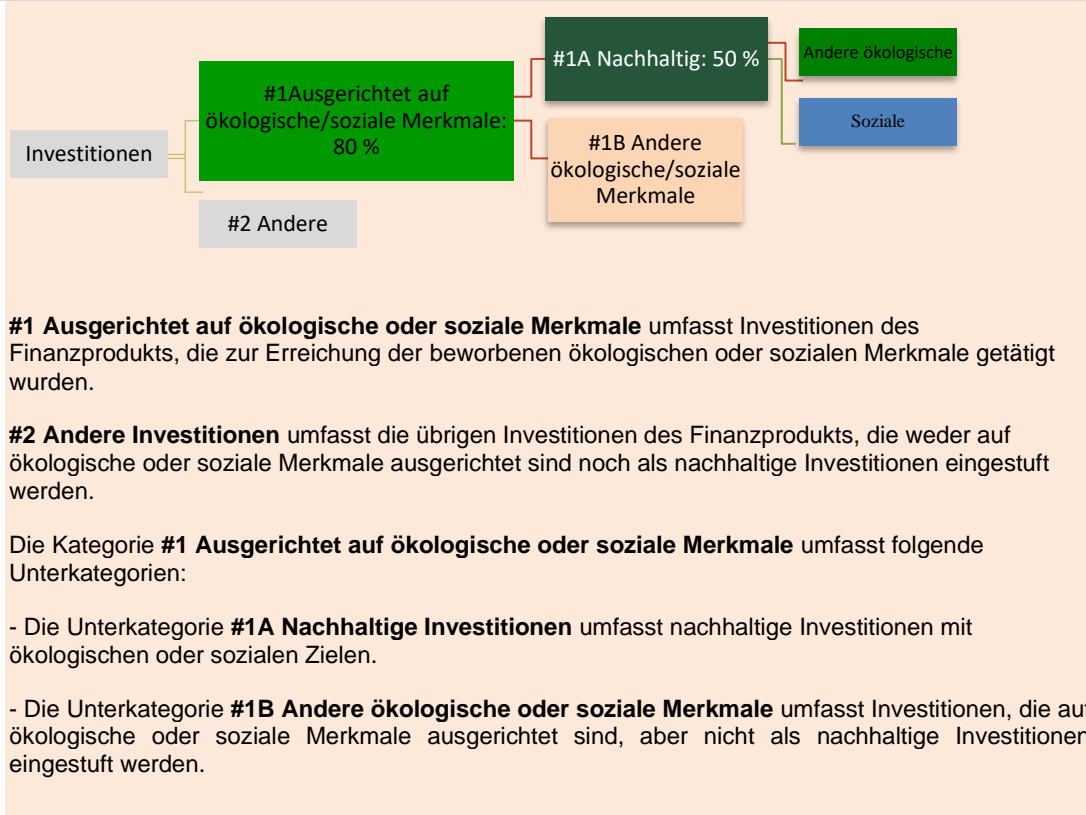 #1A Nachhaltig: 50 %
Andere ökologische
Soziale
#1Ausgerichtet auf
ökologische/soziale Merkmale:
80 %
Investitionen
#1B Andere
ökologische/soziale
Merkmale
#2 Andere
#1 Ausgerichtet auf ökologische oder soziale Merkmale umfasst Investitionen des
Finanzprodukts, die zur Erreichung der beworbenen ökologischen oder sozialen Merkmale getätigt
wurden.
#2 Andere Investitionen umfasst die übrigen Investitionen des Finanzprodukts, die weder auf
ökologische oder soziale Merkmale ausgerichtet sind noch als nachhaltige Investitionen eingestuft
werden.
Die Kategorie #1 Ausgerichtet auf ökologische oder soziale Merkmale umfasst folgende
Unterkategorien:
- Die Unterkategorie #1A Nachhaltige Investitionen umfasst nachhaltige Investitionen mit
ökologischen oder sozialen Zielen.
- Die Unterkategorie #1B Andere ökologische oder soziale Merkmale umfasst Investitionen, die auf
ökologische oder soziale Merkmale ausgerichtet sind, aber nicht als nachhaltige Investitionen
eingestuft werden.